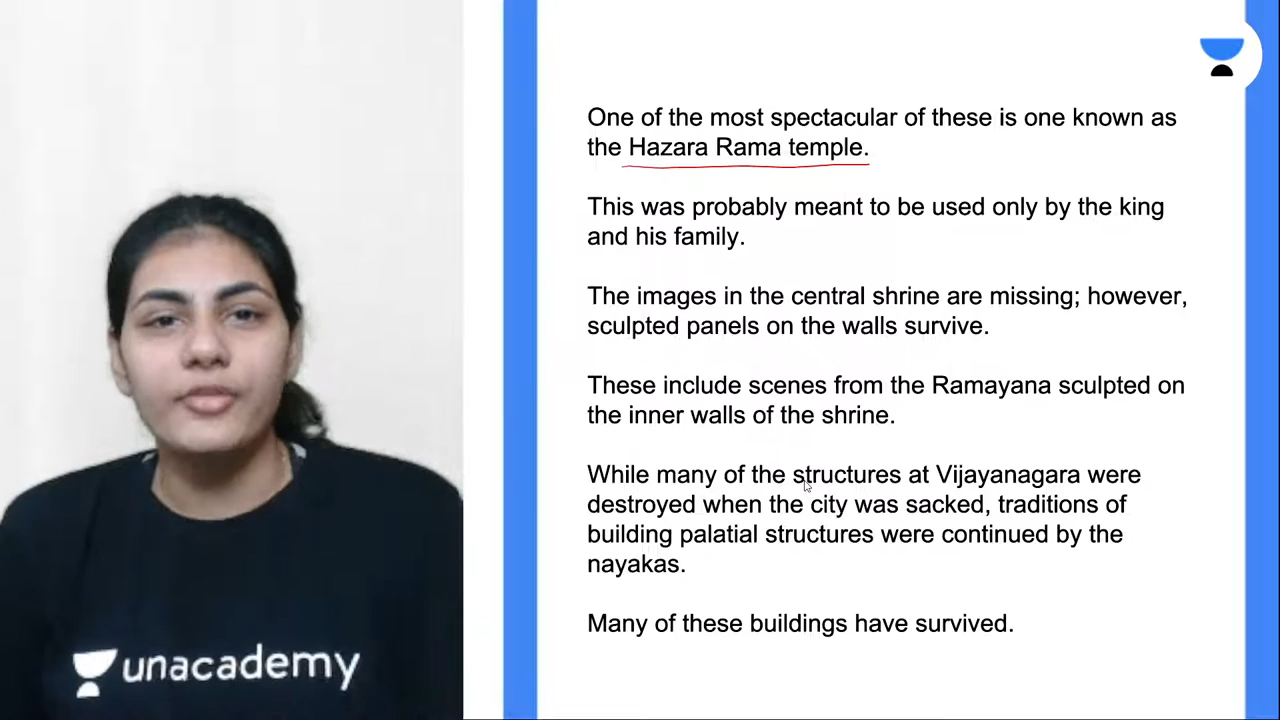 One of the most spectacular of these is one known as
the Hazara Rama temple.
This was probably meant to be used only by the king
and his family.
The images in the central shrine are missing; however,
sculpted panels on the walls survive.
These include scenes from the Ramayana sculpted on
the inner walls of the shrine.
While many of the structures at Vijayanagara were
destroyed when the city was sacked, traditions of
building palatial structures were continued by the
nayakas.
Many of these buildings have survived.
unacademy